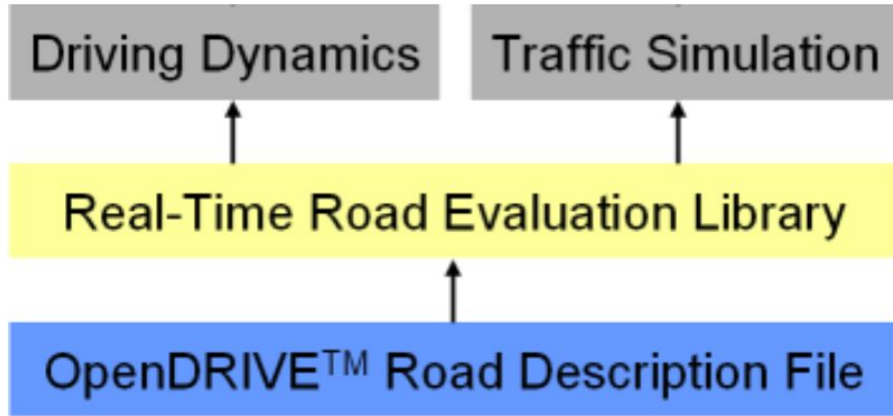 Driving Dynamics
Traffic Simulation
Real-Time Road Evaluation Library
OpenDRIVE™ Road Description File